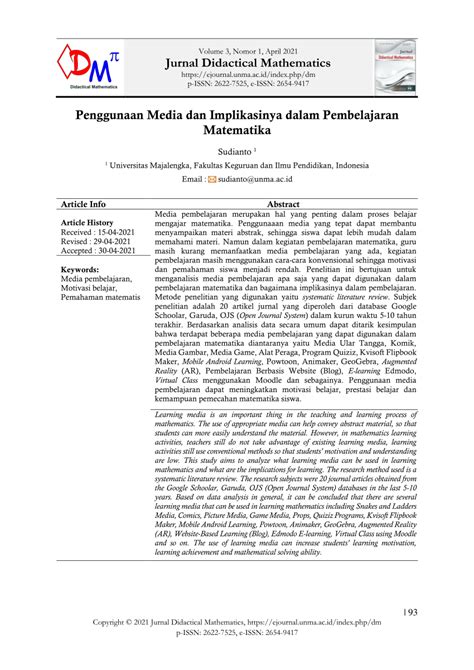 DMπ
Didactical Mathematics
Volume 3, Nomor 1, April 2021
Jurnal Didactical Mathematics
https://ejournal.unma.ac.id/index.php/dm
p-ISSN: 2622-7525, e-ISSN: 2654-9417
Jurnal
Didactical Mathematics
Penggunaan Media dan Implikasinya dalam Pembelajaran
Matematika
Sudianto 1
1 Universitas Majalengka, Fakultas Keguruan dan Ilmu Pendidikan, Indonesia
Email : sudianto@unma.ac.id
Article Info
Article History
Received : 15-04-2021
Revised : 29-04-2021
Accepted : 30-04-2021
Keywords:
Media pembelajaran,
Motivasi belajar,
Pemahaman matematis
Abstract
Media pembelajaran merupakan hal yang penting dalam proses belajar
mengajar matematika. Penggunaaan media yang tepat dapat membantu
menyampaikan materi abstrak, sehingga siswa dapat lebih mudah dalam
memahami materi. Namun dalam kegiatan pembelajaran matematika, guru
masih kurang memanfaatkan media pembelajaran yang ada, kegiatan
pembelajaran masih menggunakan cara-cara konvensional sehingga motivasi
dan pemahaman siswa menjadi rendah. Penelitian ini bertujuan untuk
menganalisis media pembelajaran apa saja yang dapat digunakan dalam
pembelajaran matematika dan bagaimana implikasinya dalam pembelajaran.
Metode penelitian yang digunakan yaitu systematic literature review. Subjek
penelitian adalah 20 artikel jurnal yang diperoleh dari database Google
Schoolar, Garuda, OJS (Open Journal System) dalam kurun waktu 5-10 tahun
terakhir. Berdasarkan analisis data secara umum dapat ditarik kesimpulan
bahwa terdapat beberapa media pembelajaran yang dapat digunakan dalam
pembelajaran matematika diantaranya yaitu Media Ular Tangga, Komik,
Media Gambar, Media Game, Alat Peraga, Program Quiziz, Kvisoft Flipbook
Maker, Mobile Android Learning, Powtoon, Animaker, GeoGebra, Augmented
Reality (AR), Pembelajaran Berbasis Website (Blog), E-learning Edmodo,
Virtual Class menggunakan Moodle dan sebagainya. Penggunaan media
pembelajaran dapat meningkatkan motivasi belajar, prestasi belajar dan
kemampuan pemecahan matematika siswa.
Learning media is an important thing in the teaching and learning process of
mathematics. The use of appropriate media can help convey abstract material, so that
students can more easily understand the material. However, in mathematics learning
activities, teachers still do not take advantage of existing learning media, learning
activities still use conventional methods so that students' motivation and understanding
are low. This study aims to analyze what learning media can be used in learning
mathematics and what are the implications for learning. The research method used is a
systematic literature review. The research subjects were 20 journal articles obtained from
the Google Schoolar, Garuda, OJS (Open Journal System) databases in the last 5-10
years. Based on data analysis in general, it can be concluded that there are several
learning media that can be used in learning mathematics including Snakes and Ladders
Media, Comics, Picture Media, Game Media, Props, Quiziz Programs, Kvisoft Flipbook
Maker, Mobile Android Learning, Powtoon, Animaker, GeoGebra, Augmented Reality
(AR), Website-Based Learning (Blog), Edmodo E-learning, Virtual Class using Moodle
and so on. The use of learning media can increase students' learning motivation,
learning achievement and mathematical solving ability.
| 93
Copyright © 2021 Jurnal Didactical Mathematics, https://ejournal.unma.ac.id/index.php/dm
p-ISSN: 2622-7525, e-ISSN: 2654-9417